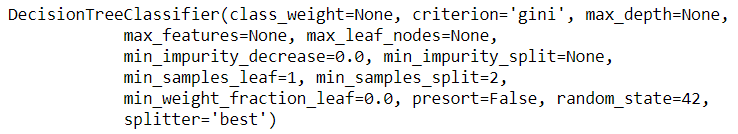 DecisionTreeClassifier(class_weight=None, criterion='gini', max_depth=None,
max_features=None, max_leaf_nodes=None,
min_impurity_decrease=0.0, min_impurity_split=None,
min_samples_leaf=1, min_samples_split=2,
min_weight_fraction_leaf=0.0, presort=False, random_state=42,
splitter='best')